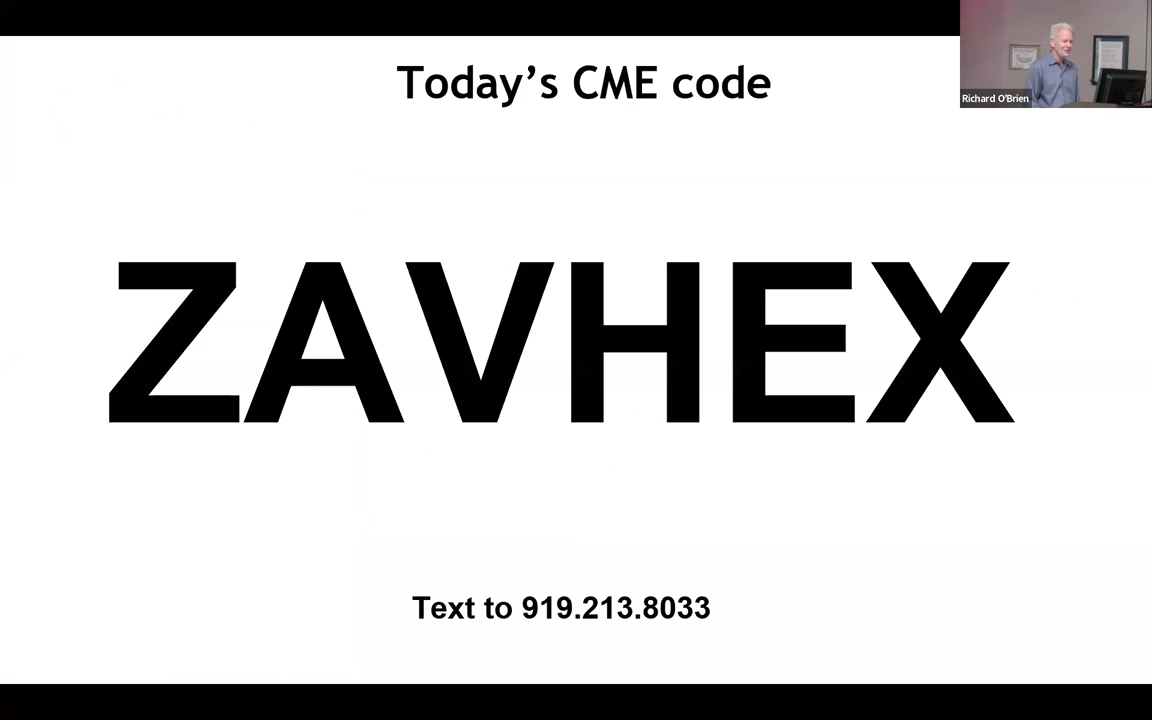 Today's CME code
Richard O'Brien
ZAVHEX
Text to 919.213.8033